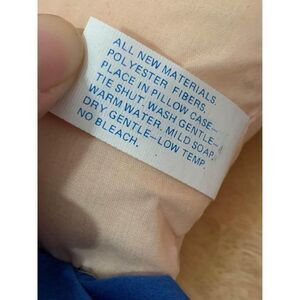 ALL NEW MATERIALS.
POLYESTER FIBERS.
PLACE IN PILLOW CASE—
TIE SHUT. WASH GENTLE—
WARM WATER. MILD SOAP.
DRY GENTLE—LOW TEMP.
NO BLEACH.